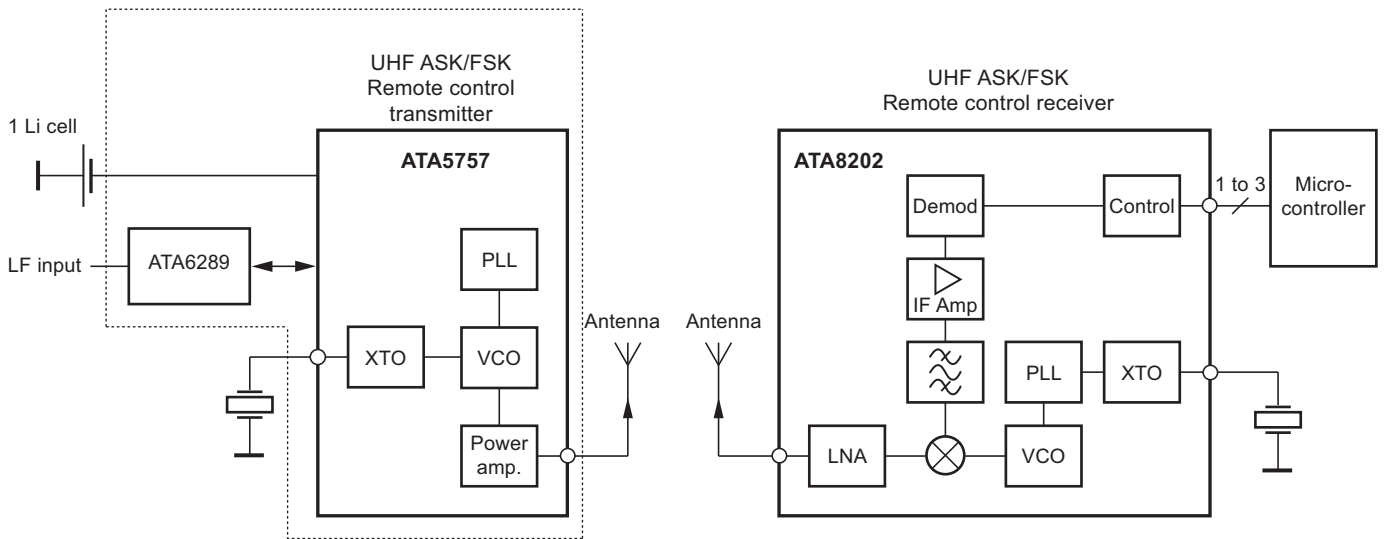 UHF ASK/FSK
Remote control
transmitter
1 Li cell
ATA5757
LF input
ATA6289
PLL
XTO
VCO
Power
amp.
Antenna
UHF ASK/FSK
Remote control receiver
ATA8202
Demod
Control
1 to 3
Micro-
controller
IF Amp
Antenna
PLL
XTO
LNA
VCO